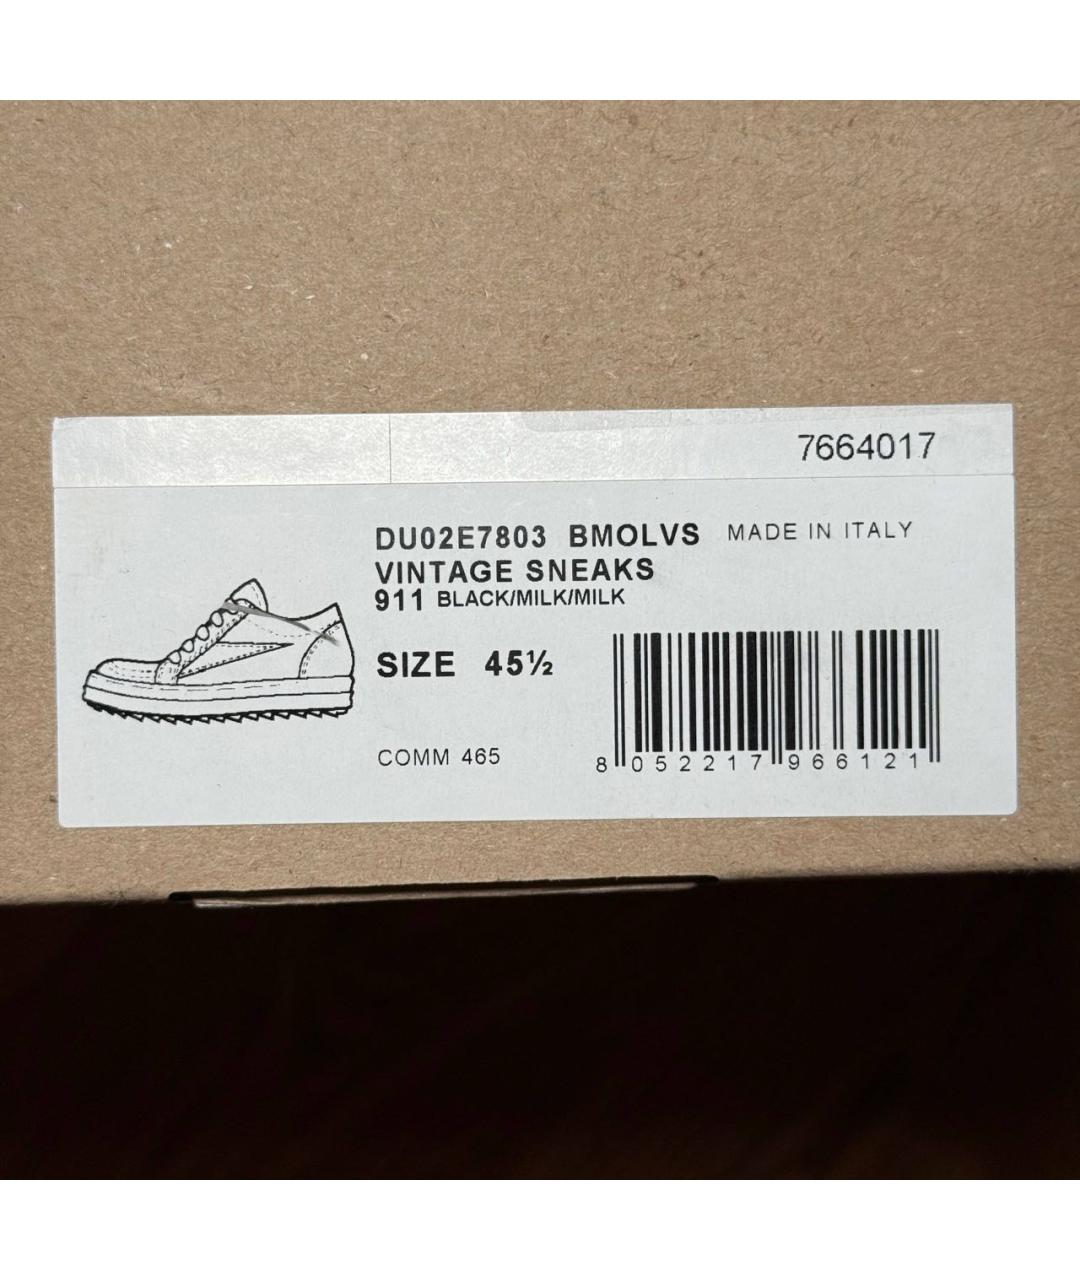 7664017
DU02E7803 BMOLVS MADE IN ITALY
VINTAGE SNEAKS
911 BLACK/MILK/MILK
SIZE 45½
COMM 465
8 052217 966121